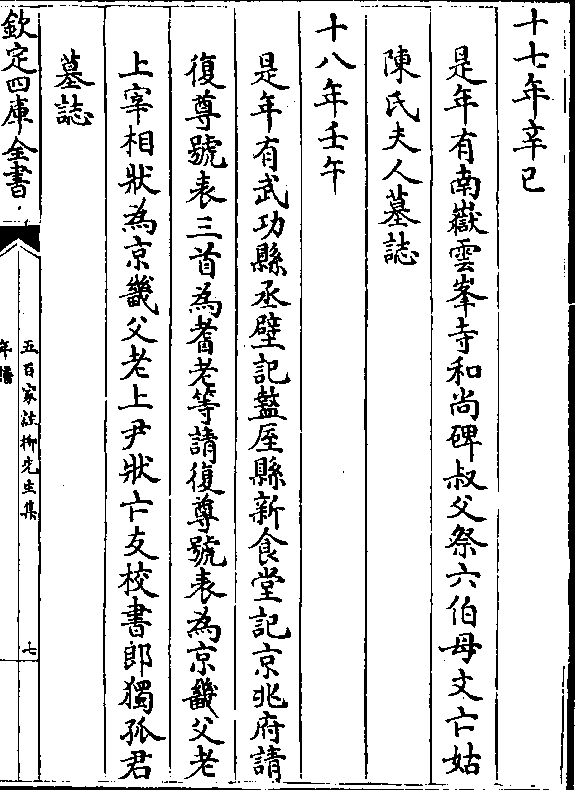 十七年辛已
是年有南嶽雲峯寺和尚碑叔父祭六伯母文亡姑
陳氏夫人墓誌
十八年壬午
是年有武功縣丞壁記盩厔縣新食堂記京兆府請
復尊號表三首為耆老等請復尊號表為京畿父老
上宰相狀為京畿父老上尹狀亡友校書郎獨孤君
墓誌
欽定四庫全書
五百家注柳先生集
年譜
七